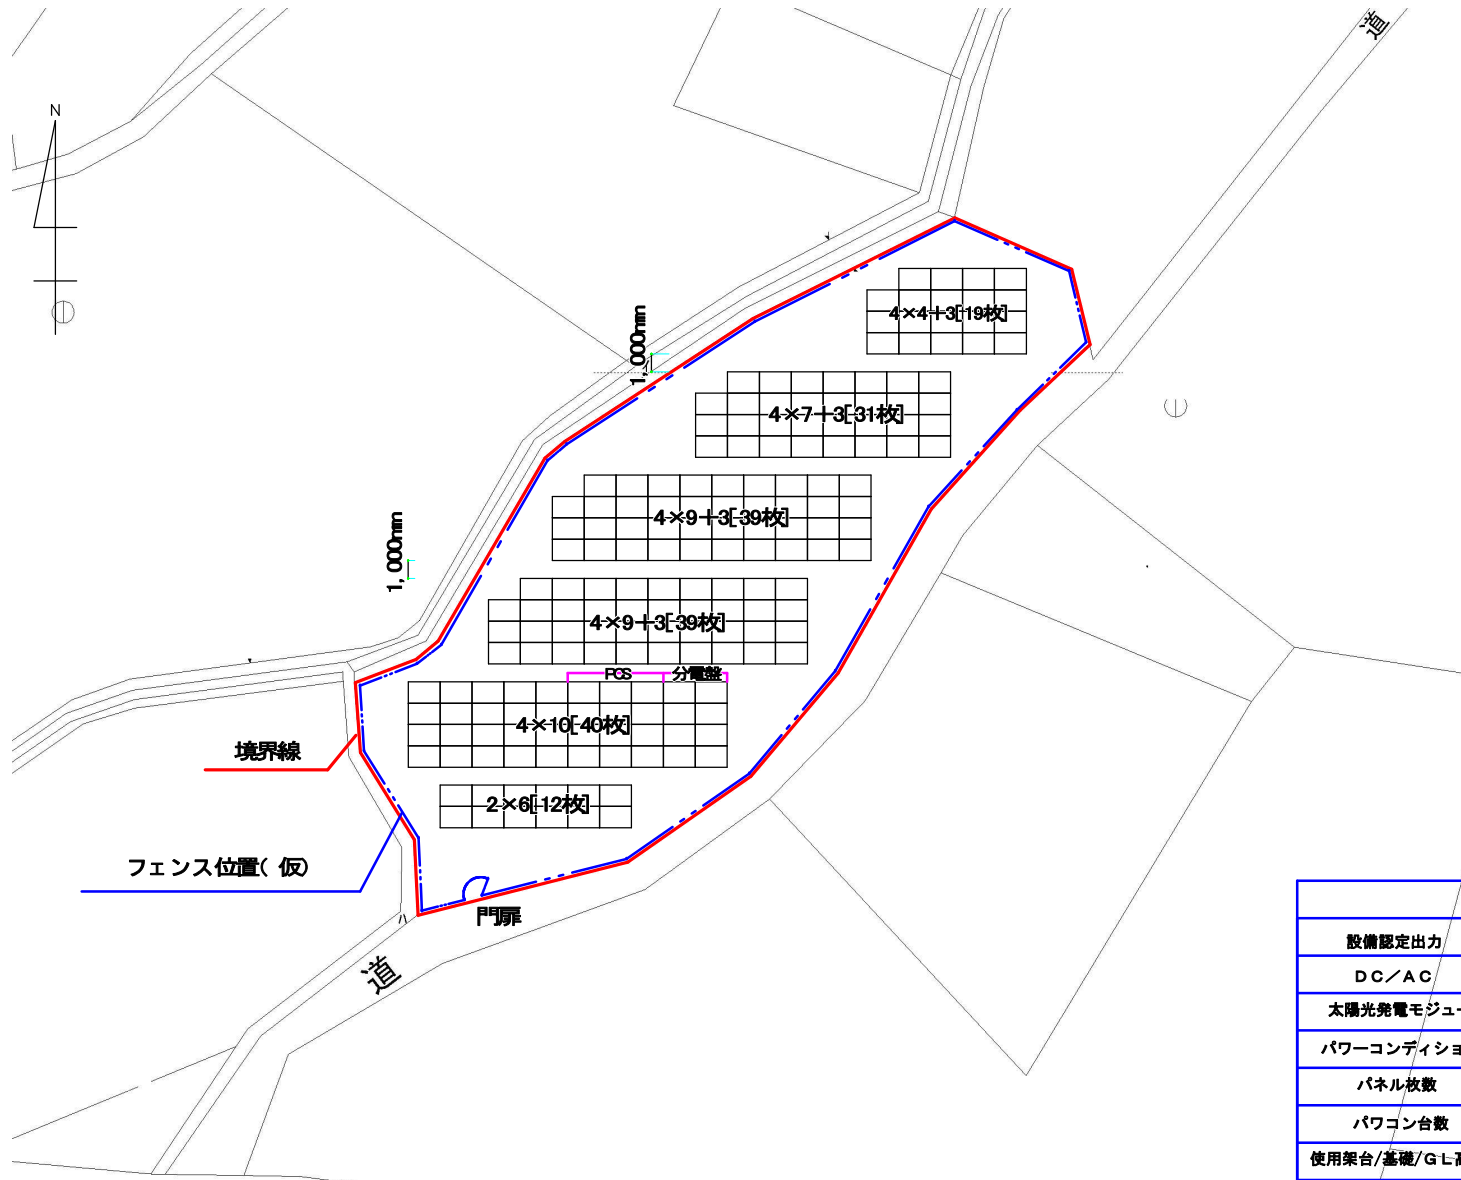 道
N
4×4+3[19枚]
1,000mm
4×7+3[31枚]
4×9+3[39枚]
1,000mm
4×9+3[39枚]
PCS
分電盤
4×10[40枚]
境界線
2×6[12枚]
フェンス位置(仮)
門扉
道
設備認定出力
DC/AC
太陽光発電モジュー
パワーコンディショ
パネル枚数
パワコン台数
使用架台/基礎/GL高